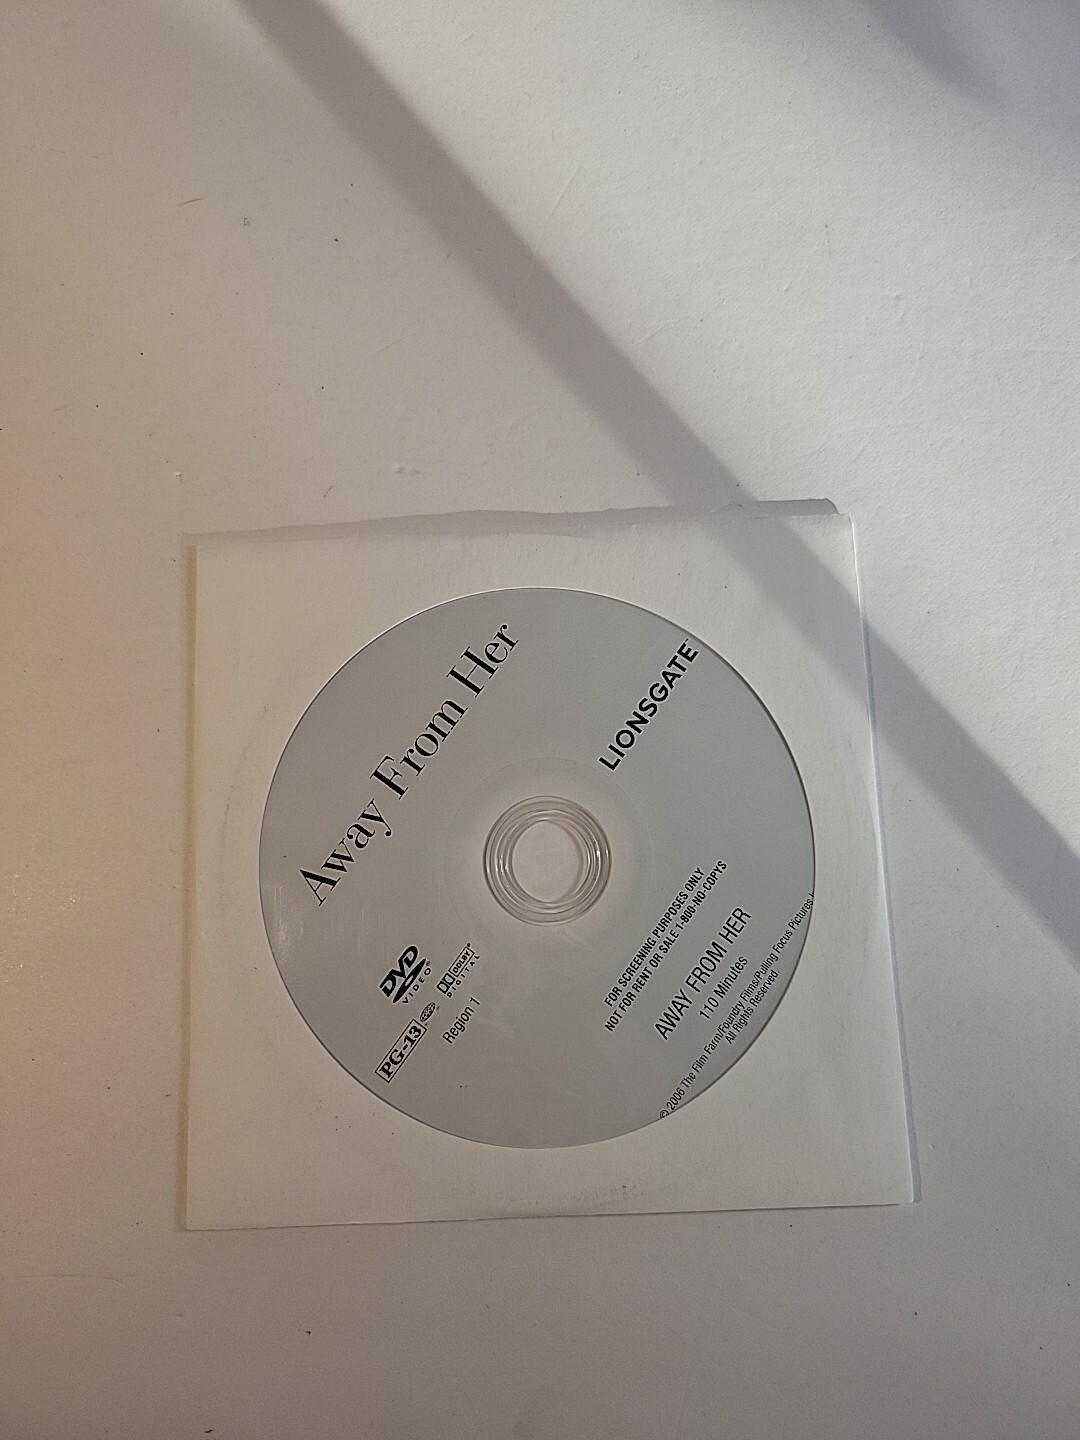 Away From Her
LIONSGATE
DVD
VIDEO
DOLBY
DIGITAL
PG-13
Region 1
FOR SCREENING PURPOSES ONLY
NOT FOR RENT OR SALE 1-800-NO-COPYS
AWAY FROM HER
110 Minutes
© 2006 The Film Farm/Foundry Films/Pulling Focus Pictures
All Rights Reserved.